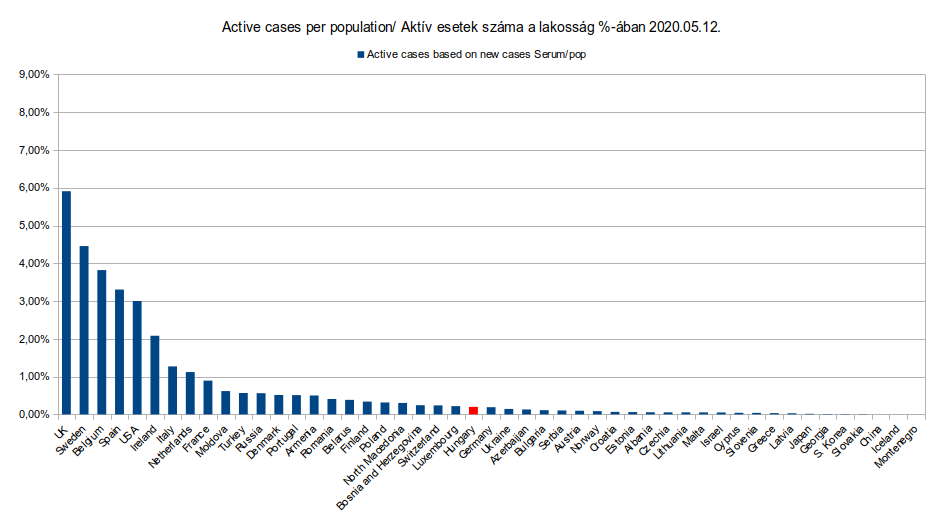 Active cases per population/ Aktív esetek száma a lakosság %-ában 2020.05.12.
Active cases based on new cases Serum/pop
9,00%
8,00%
7,00%
6,00%
5,00%
4,00%
3,00%
2,00%
1,00%
0,00%
UK
Sweden
Belgium
Spain
USA
Ireland
Italy
Netherlands
France
Moldova
Turkey
Russia
Denmark
Portugal
Armenia
Romania
Belarus
Finland
Poland
North Macedonia
Bosnia and Herzegovina
Switzerland
Luxembourg
Hungary
Germany
Ukraine
Azerbaijan
Bulgaria
Serbia
Austria
Norway
Croatia
Estonia
Albania
Czechia
Lithuania
Malta
Israel
Cyprus
Slovenia
Greece
Latvia
Japan
Georgia
S. Korea
Slovakia
China
Iceland
Montenegro